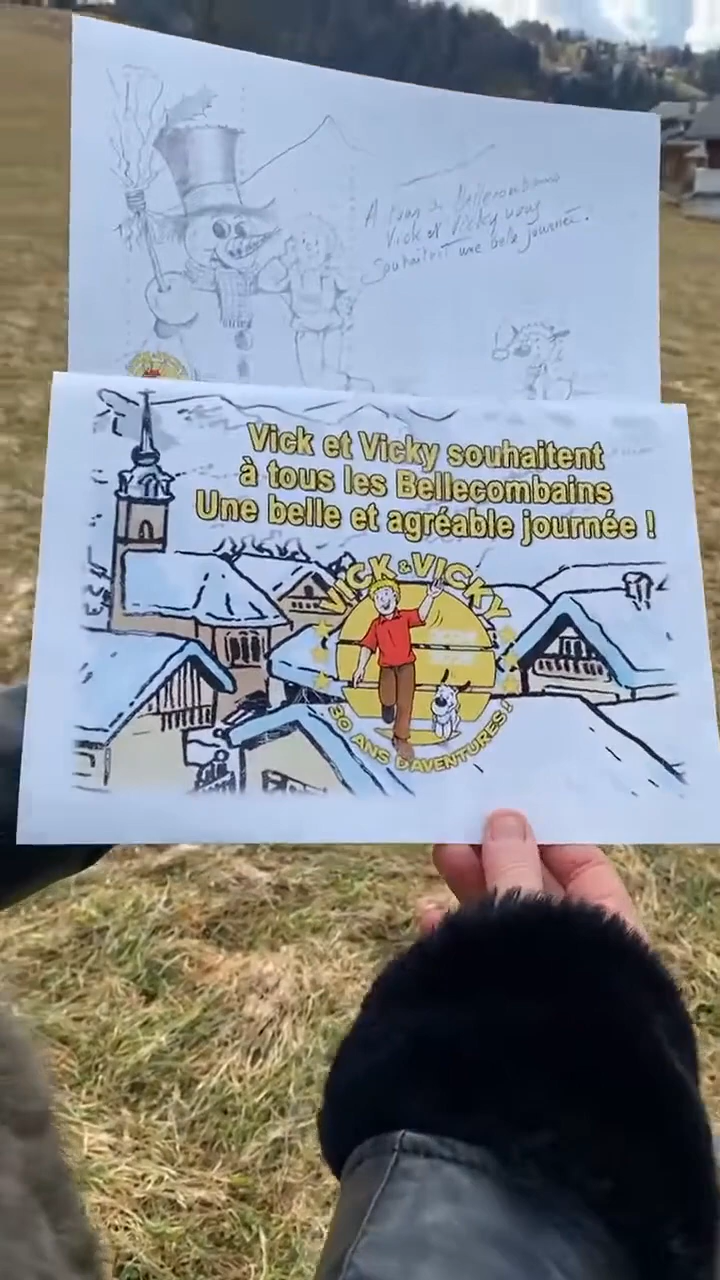 A tous les Bellecombains
Vick et Vicky vous
souhaitent une belle journée.
Vick et Vicky souhaitent
à tous les Bellecombains
Une belle et agréable journée !
VICK & VICKY
30 ANS D'AVENTURES !